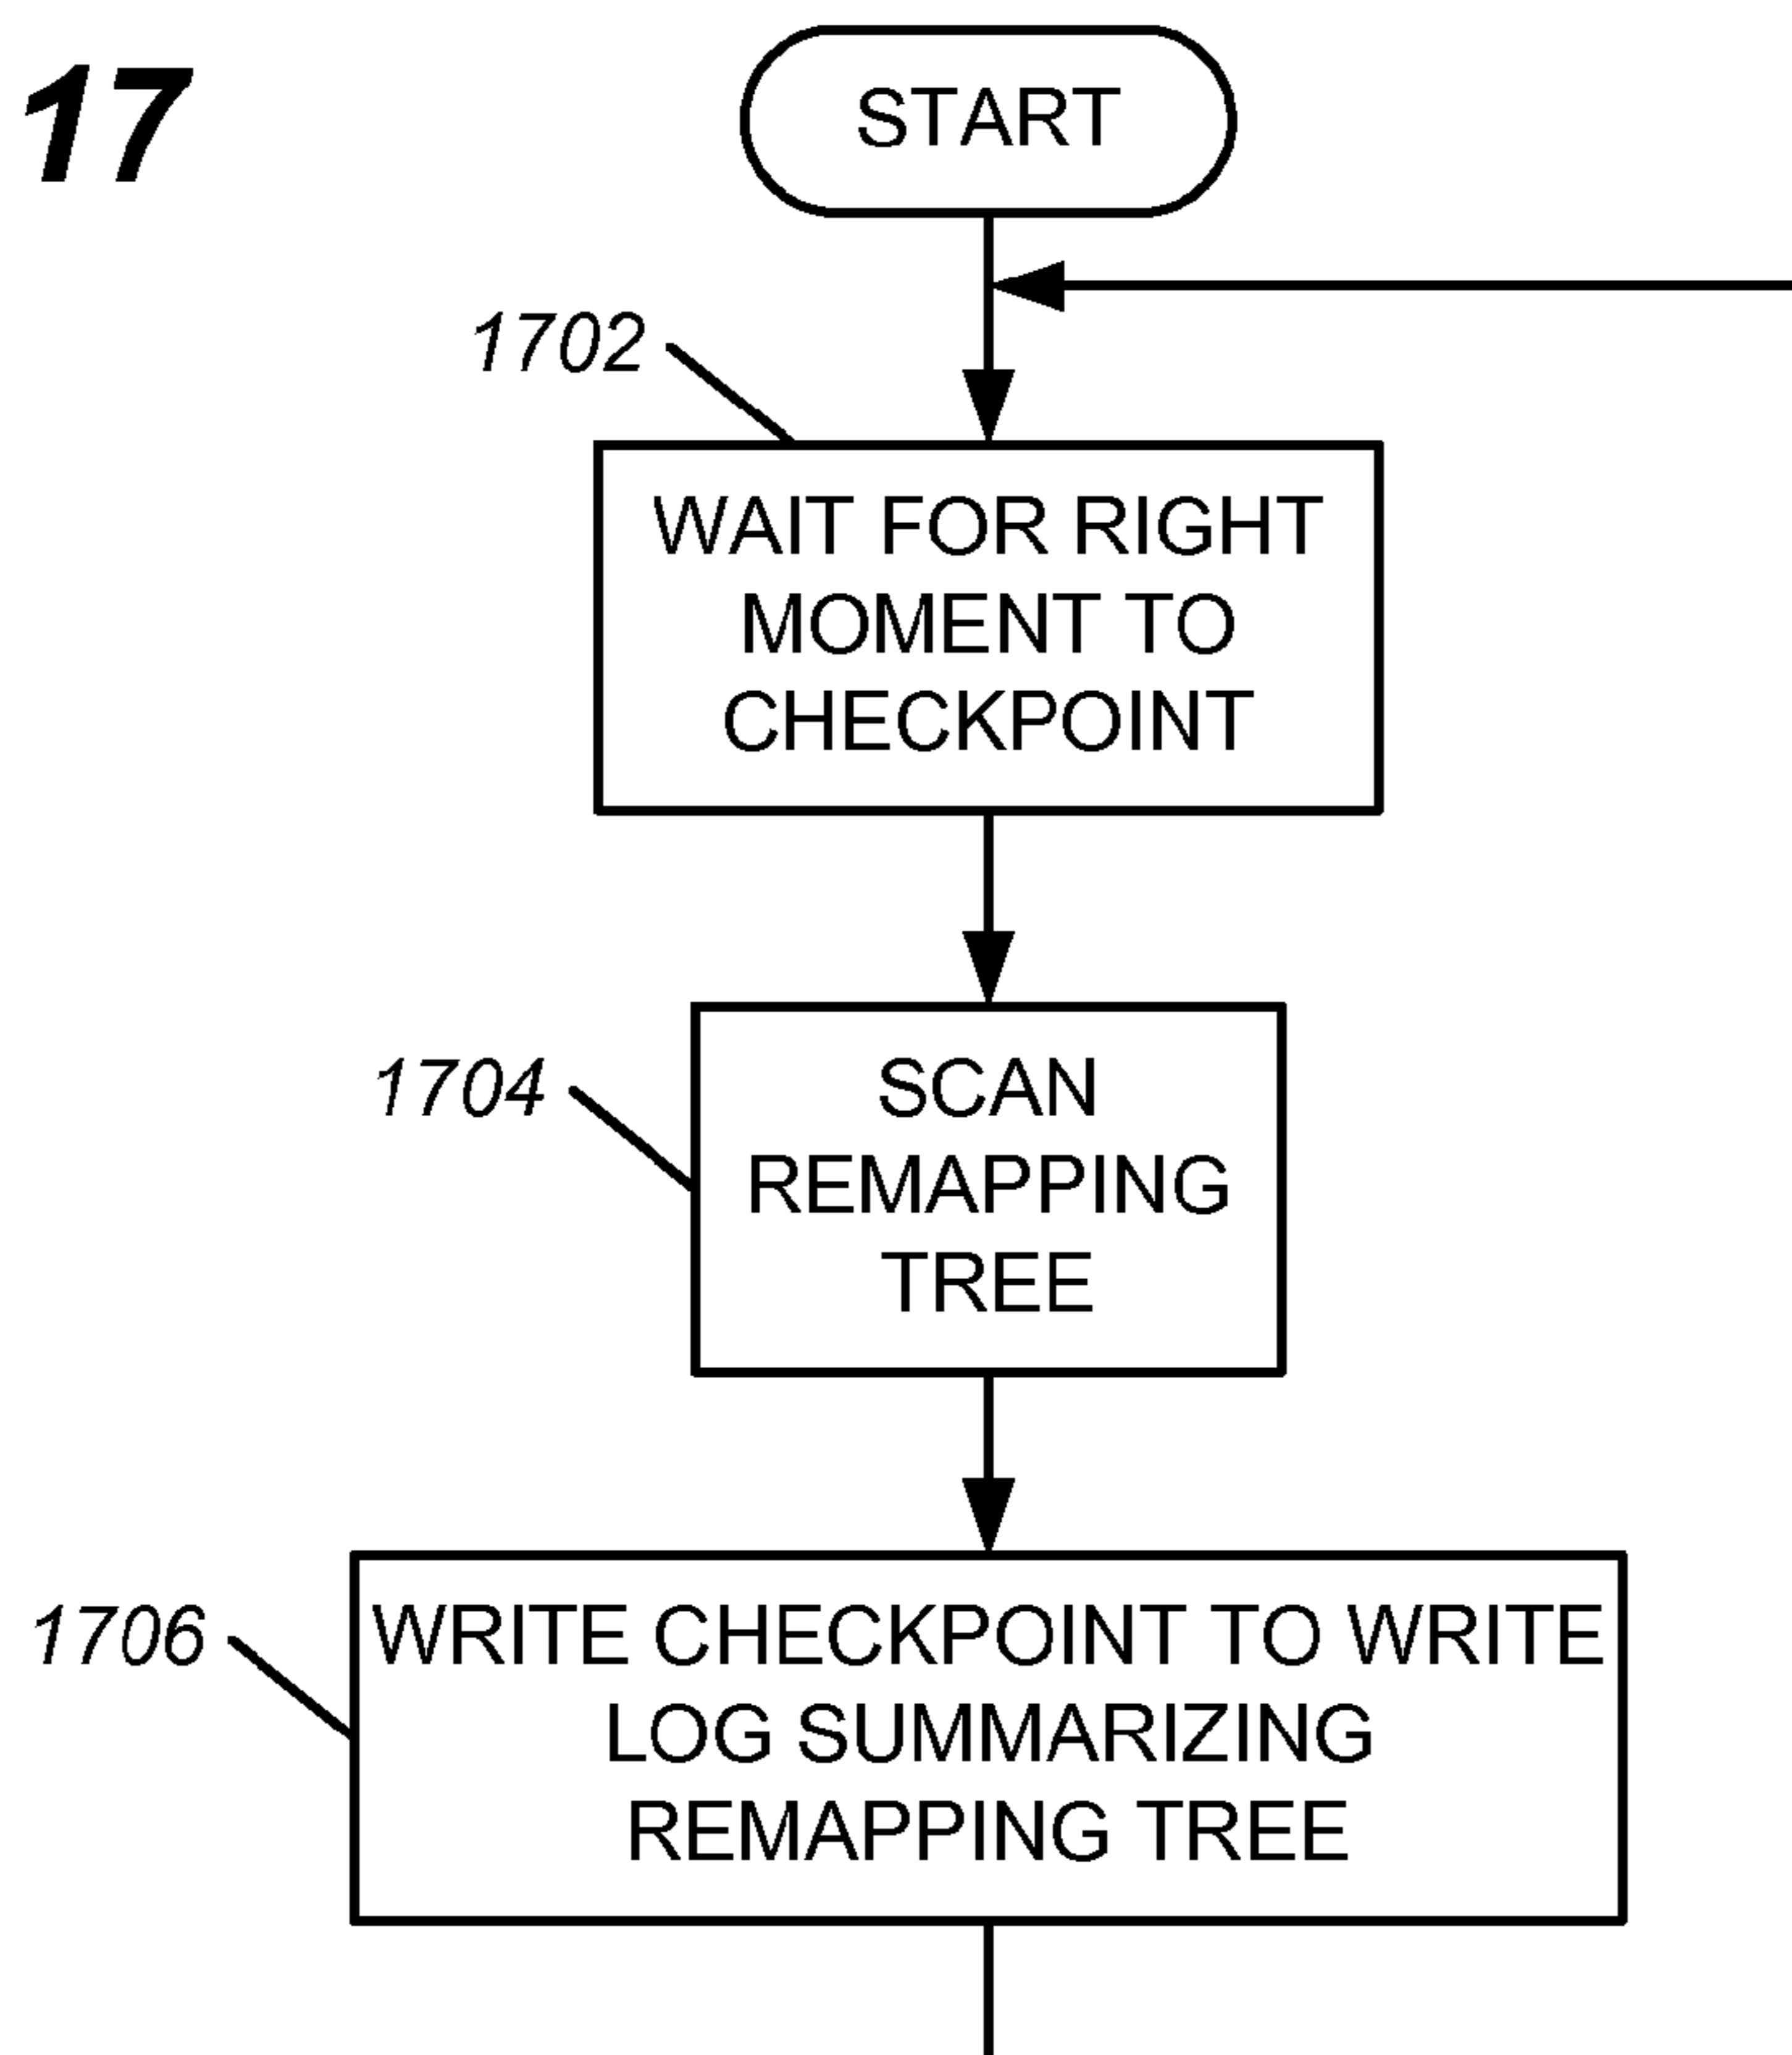 17
START
1702
WAIT FOR RIGHT
MOMENT TO
CHECKPOINT
1704
SCAN
REMAPPING
TREE
1706
WRITE CHECKPOINT TO WRITE
LOG SUMMARIZING
REMAPPING TREE